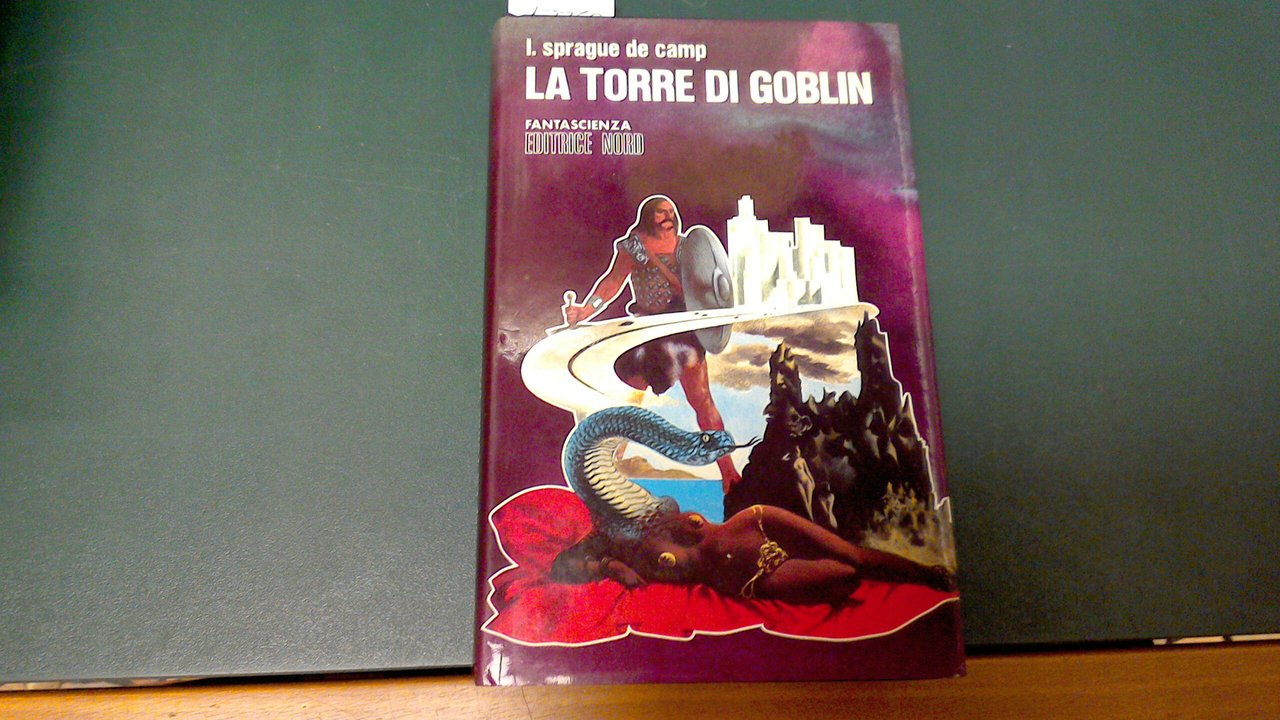 l. sprague de camp
LA TORRE DI GOBLIN
FANTASCIENZA
EDITRICE NORD